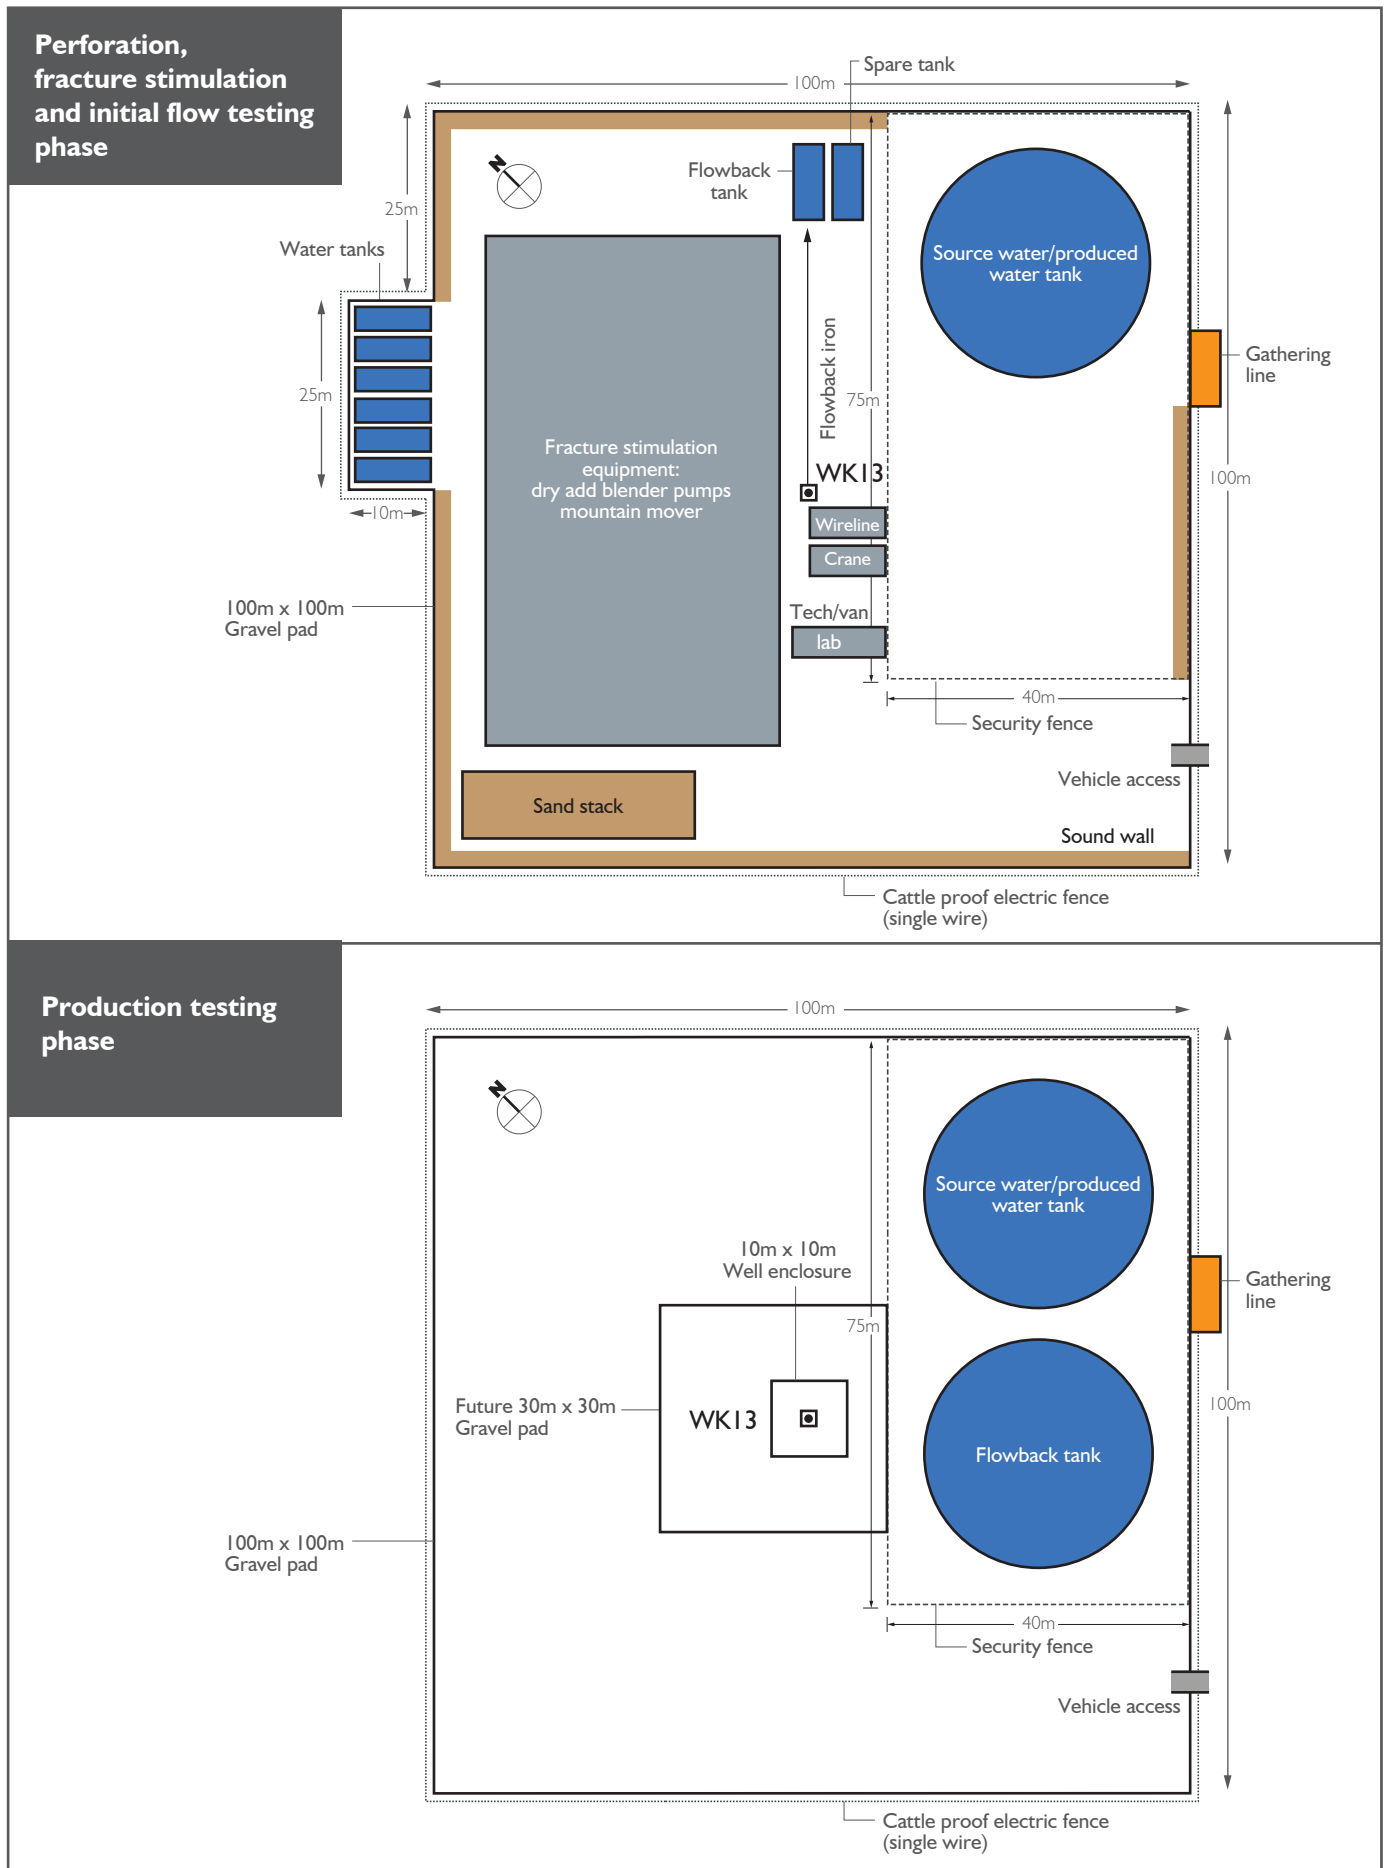 Perforation,
fracture stimulation
and initial flow testing
phase
Spare tank
100m
Flowback
tank
25m
Water tanks
Source water/produced
water tank
Flowback iron
Gathering
line
25m
75m
Fracture stimulation
equipment:
dry add blender pumps
mountain mover
WK13
100m
10m
Wireline
Crane
100m x 100m
Gravel pad
Tech/van
lab
40m
Security fence
Vehicle access
Sand stack
Sound wall
Cattle proof electric fence
(single wire)
N
Production testing
phase
100m
N
Source water/produced
water tank
10m x 10m
Well enclosure
Gathering
line
75m
Future 30m x 30m
Gravel pad
WK13
100m
Flowback tank
100m x 100m
Gravel pad
40m
Security fence
Vehicle access
Cattle proof electric fence
(single wire)